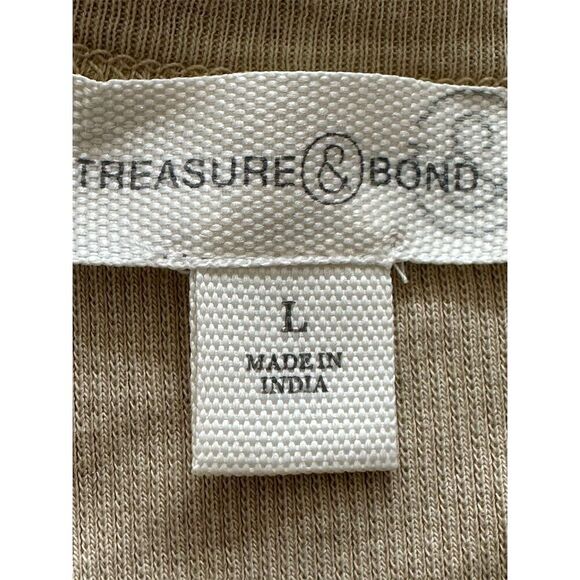 TREASURE & BOND &
L
MADE IN
INDIA